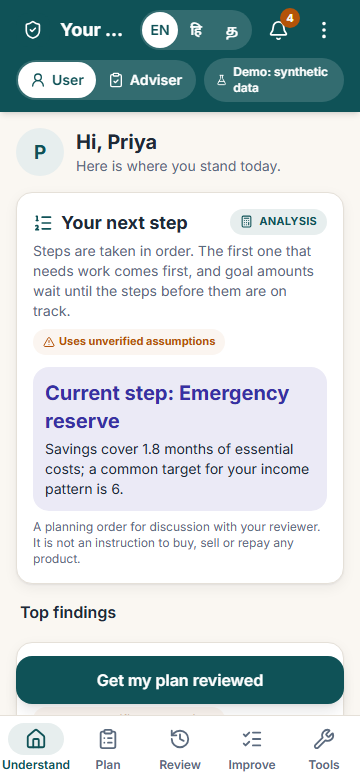 Your ...
EN
हि
த
4
User
Adviser
Demo: synthetic
data
P
Hi, Priya
Here is where you stand today.
Your next step
ANALYSIS
Steps are taken in order. The first one that
needs work comes first, and goal amounts
wait until the steps before them are on
track.
Uses unverified assumptions
Current step: Emergency
reserve
Savings cover 1.8 months of essential
costs; a common target for your income
pattern is 6.
A planning order for discussion with your reviewer.
It is not an instruction to buy, sell or repay any
product.
Top findings
Get my plan reviewed
Understand
Plan
Review
Improve
Tools